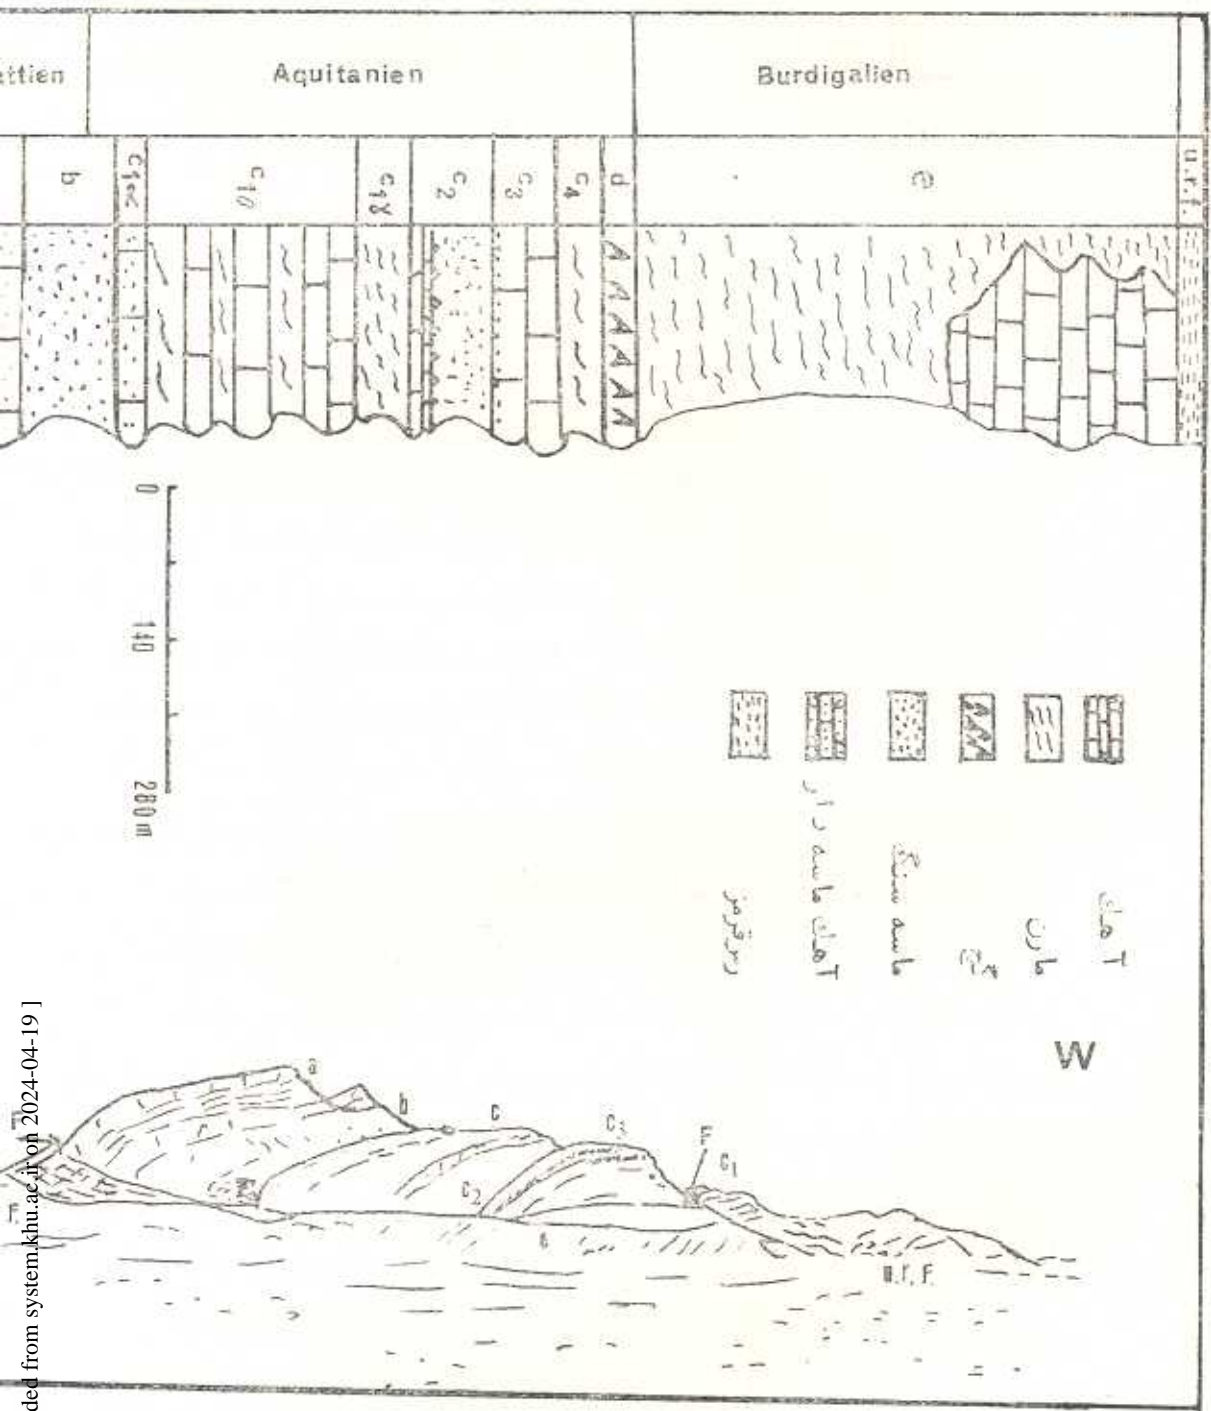 ttien
Aquitanien
Burdigalien
b
c₁α
c₁β
c₁γ
c₂
c₃
c₄
d
e
u.r.f.
0
140
280 m
آهک
مارن
گچ
ماسه سنگ
آهک ماسه دار
رس قرمز
W
a
b
c
c₃
F
c₁
c₂
e
u.r.f.
F
ded from system.khu.ac.ir on 2024-04-19 ]